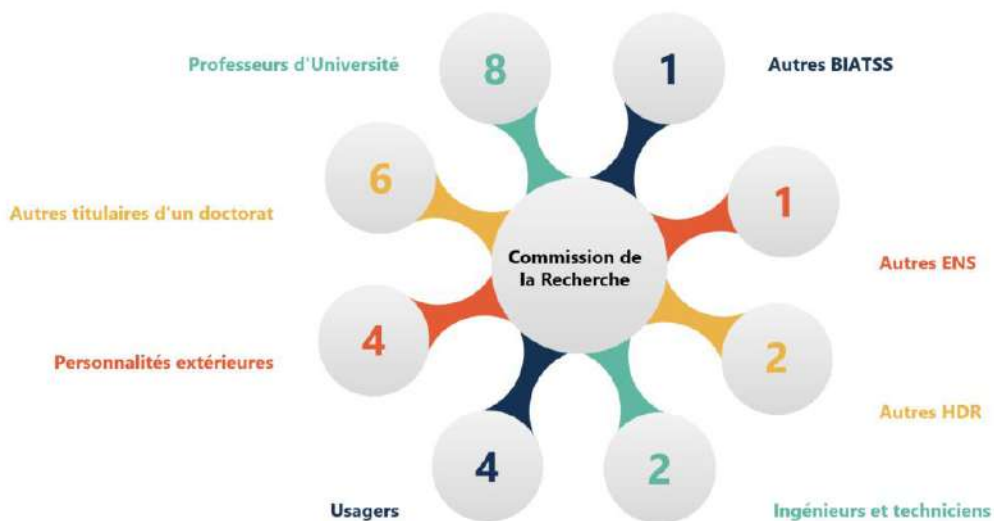 Professeurs d'Université
8
1
Autres BIATSS
6
Autres titulaires d'un doctorat
1
Autres ENS
Commission de
la Recherche
4
Personnalités extérieures
2
Autres HDR
4
Usagers
2
Ingénieurs et techniciens